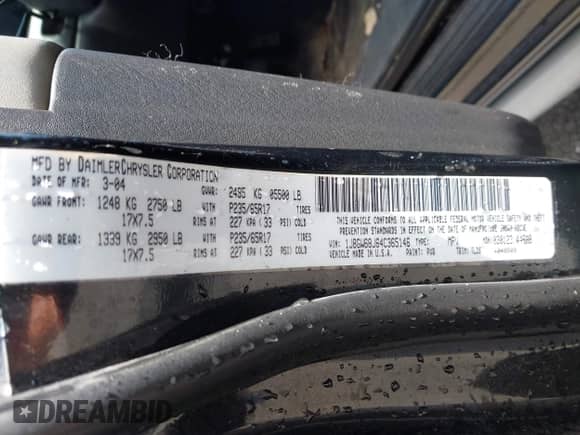 MFD BY DAIMLERCHRYSLER CORPORATION
DATE OF MFR: 3-04 GVWR: 2495 KG 05500 LB
GAWR FRONT: 1248 KG 2750 LB P235/65R17 TIRES
17X7.5 RIMS AT 227 KPA ( 33 PSI) COLD
GAWR REAR: 1339 KG 2950 LB P235/65R17 TIRES
17X7.5 RIMS AT 227 KPA ( 33 PSI) COLD
THIS VEHICLE CONFORMS TO ALL APPLICABLE FEDERAL MOTOR VEHICLE SAFETY AND THEFT
PREVENTION STANDARDS IN EFFECT ON THE DATE OF MANUFACTURE SHOWN ABOVE.
VIN: 1J8GW68J64C365146 TYPE: MPV MDH: 030123
VEHICLE MADE IN U.S.A. PAINT: TRIM:
DREAMBID